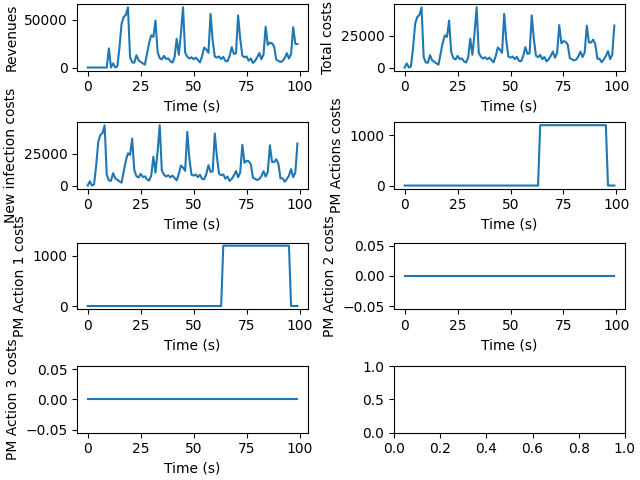 Revenues
50000
0
0 25 50 75 100
Time (s)
Total costs
25000
0
0 25 50 75 100
Time (s)
New infection costs
25000
0
0 25 50 75 100
Time (s)
PM Actions costs
1000
0
0 25 50 75 100
Time (s)
PM Action 1 costs
1000
0
0 25 50 75 100
Time (s)
PM Action 2 costs
0.05
0.00
−0.05
0 25 50 75 100
Time (s)
PM Action 3 costs
0.05
0.00
−0.05
0 25 50 75 100
Time (s)
1.0
0.5
0.0
0.0 0.2 0.4 0.6 0.8 1.0